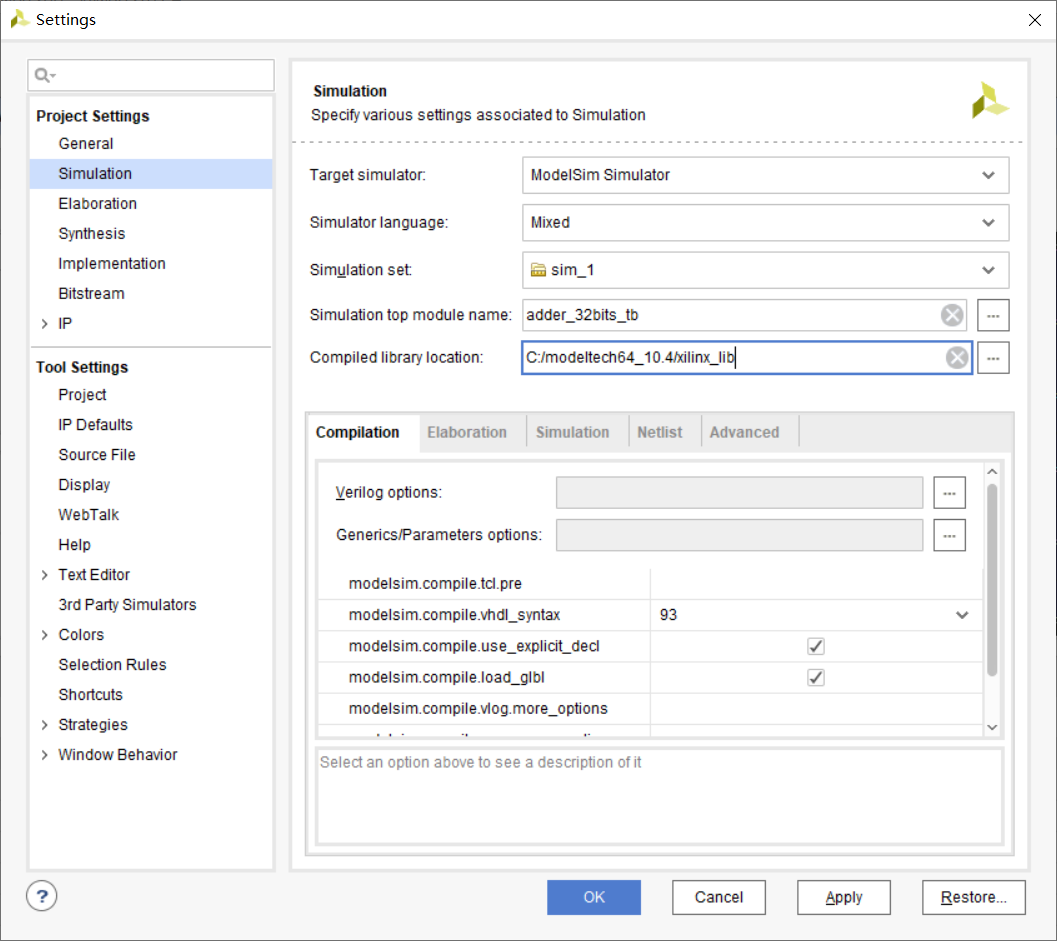 Settings
Project Settings
General
Simulation
Elaboration
Synthesis
Implementation
Bitstream
IP
Tool Settings
Project
IP Defaults
Source File
Display
WebTalk
Help
Text Editor
3rd Party Simulators
Colors
Selection Rules
Shortcuts
Strategies
Window Behavior
Simulation
Specify various settings associated to Simulation
Target simulator: ModelSim Simulator
Simulator language: Mixed
Simulation set: sim_1
Simulation top module name: adder_32bits_tb ...
Compiled library location: C:/modeltech64_10.4/xilinx_lib ...
Compilation Elaboration Simulation Netlist Advanced
Verilog options: ...
Generics/Parameters options: ...
modelsim.compile.tcl.pre
modelsim.compile.vhdl_syntax 93
modelsim.compile.use_explicit_decl
modelsim.compile.load_glbl
modelsim.compile.vlog.more_options
Select an option above to see a description of it
? OK Cancel Apply Restore...